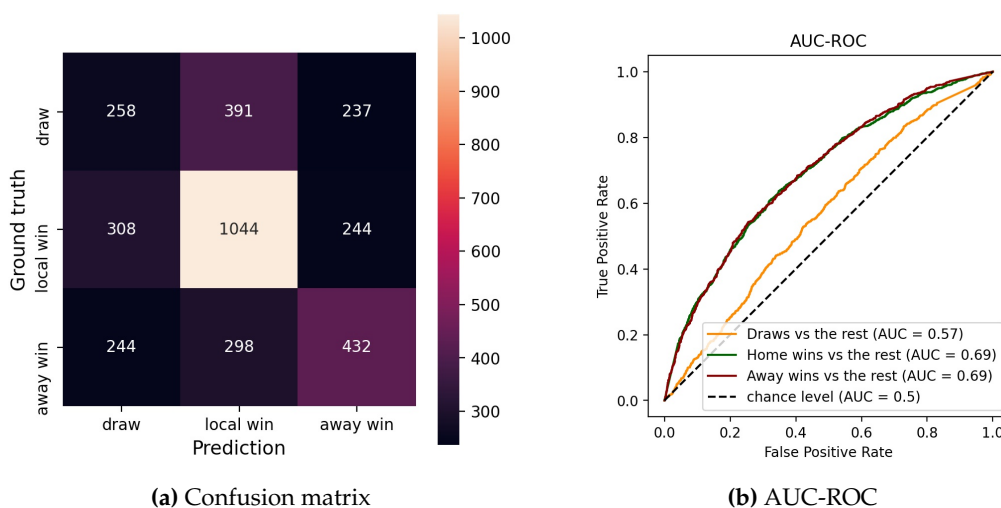 258 391 237
308 1044 244
244 298 432
draw
local win
away win
Ground truth
draw local win away win
Prediction
1000
900
800
700
600
500
400
300
(a) Confusion matrix
AUC-ROC
1.0
0.8
0.6
0.4
0.2
0.0
True Positive Rate
Draws vs the rest (AUC = 0.57)
Home wins vs the rest (AUC = 0.69)
Away wins vs the rest (AUC = 0.69)
chance level (AUC = 0.5)
0.0 0.2 0.4 0.6 0.8 1.0
False Positive Rate
(b) AUC-ROC